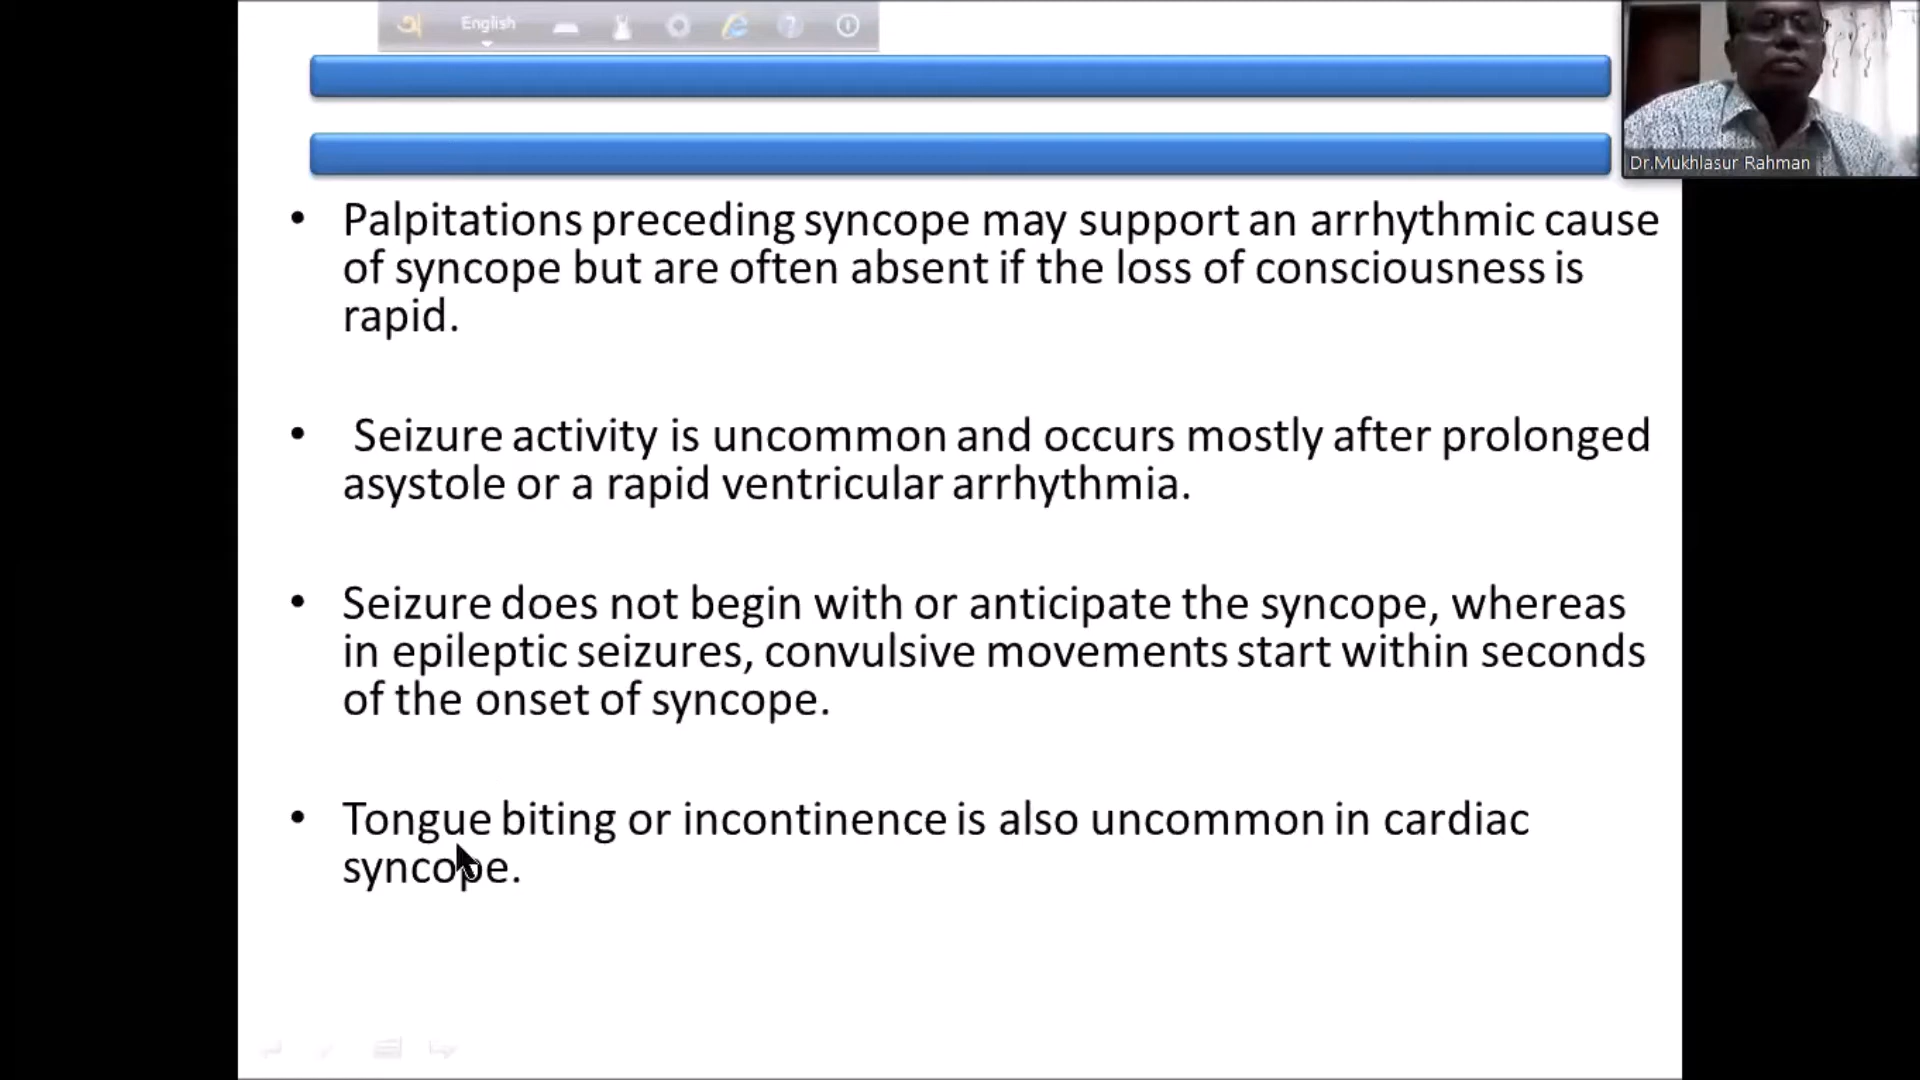 অ English
Dr.Mukhlasur Rahman
• Palpitations preceding syncope may support an arrhythmic cause
of syncope but are often absent if the loss of consciousness is
rapid.
• Seizure activity is uncommon and occurs mostly after prolonged
asystole or a rapid ventricular arrhythmia.
• Seizure does not begin with or anticipate the syncope, whereas
in epileptic seizures, convulsive movements start within seconds
of the onset of syncope.
• Tongue biting or incontinence is also uncommon in cardiac
syncope.